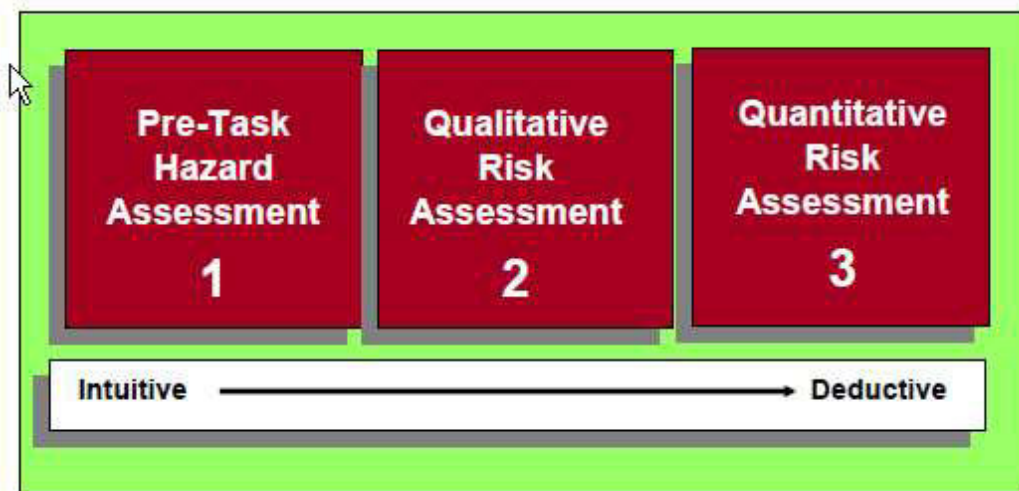 Pre-Task
Hazard
Assessment
1
Qualitative
Risk
Assessment
2
Quantitative
Risk
Assessment
3
Intuitive
Deductive